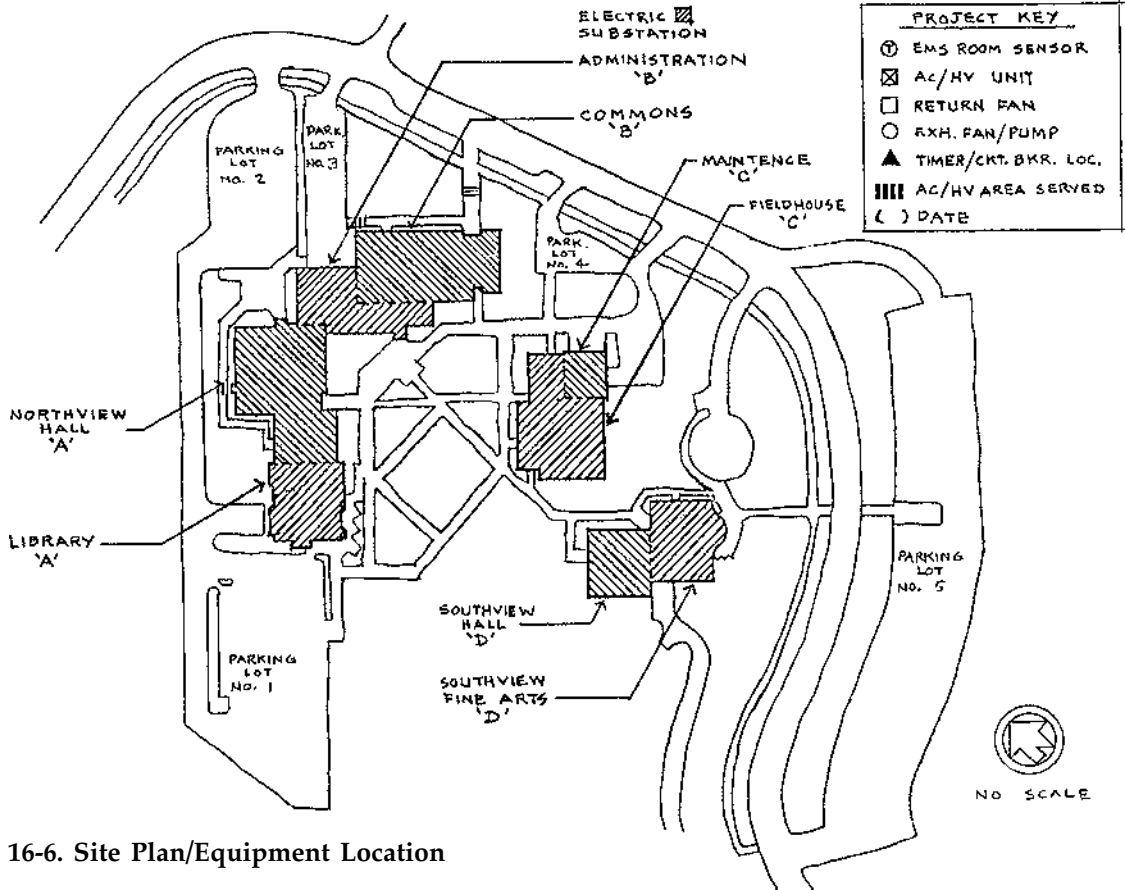 ELECTRIC
SUBSTATION
ADMINISTRATION
'B'
COMMONS
'B'
MAINTENCE
'C'
FIELDHOUSE
'C'
PROJECT KEY
T EMS ROOM SENSOR
AC/HV UNIT
RETURN FAN
EXH. FAN/PUMP
TIMER/CKT. BKR. LOC.
AC/HV AREA SERVED
( ) DATE
PARKING
LOT
NO. 2
PARK.
LOT
NO. 3
PARK.
LOT
NO. 4
NORTHVIEW
HALL
'A'
LIBRARY
'A'
PARKING
LOT
NO. 1
SOUTHVIEW
HALL
'D'
SOUTHVIEW
FINE ARTS
'D'
PARKING
LOT
NO. 5
NO SCALE
16-6. Site Plan/Equipment Location